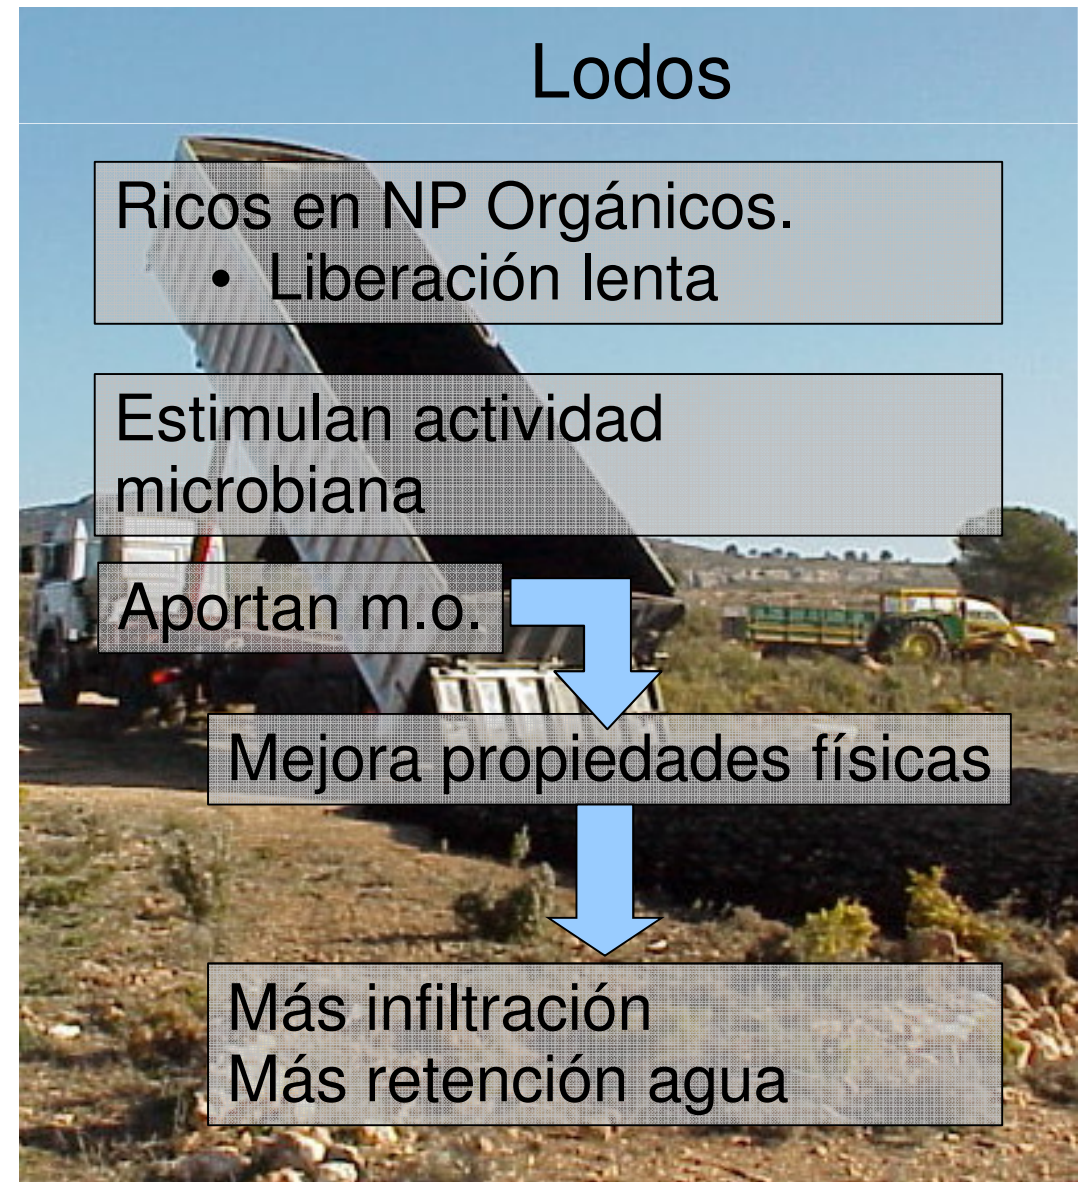 Lodos
Ricos en NP Orgánicos.
• Liberación lenta
Estimulan actividad
microbiana
Aportan m.o.
Mejora propiedades físicas
Más infiltración
Más retención agua